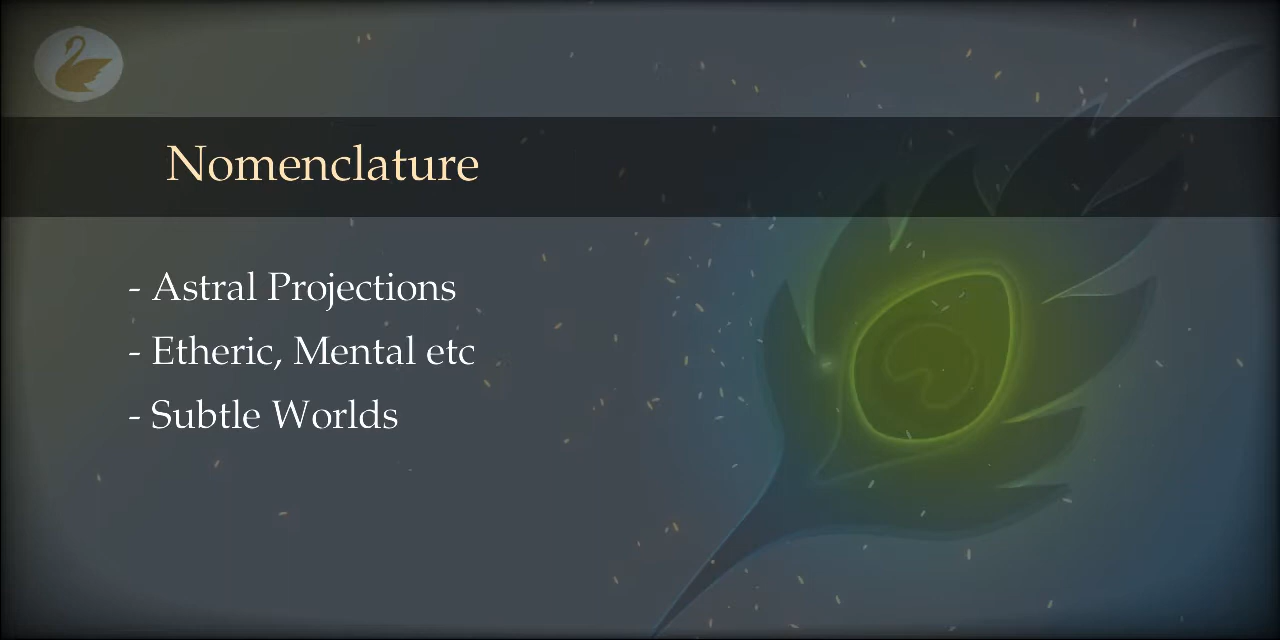 Nomenclature
- Astral Projections
- Etheric, Mental etc
- Subtle Worlds